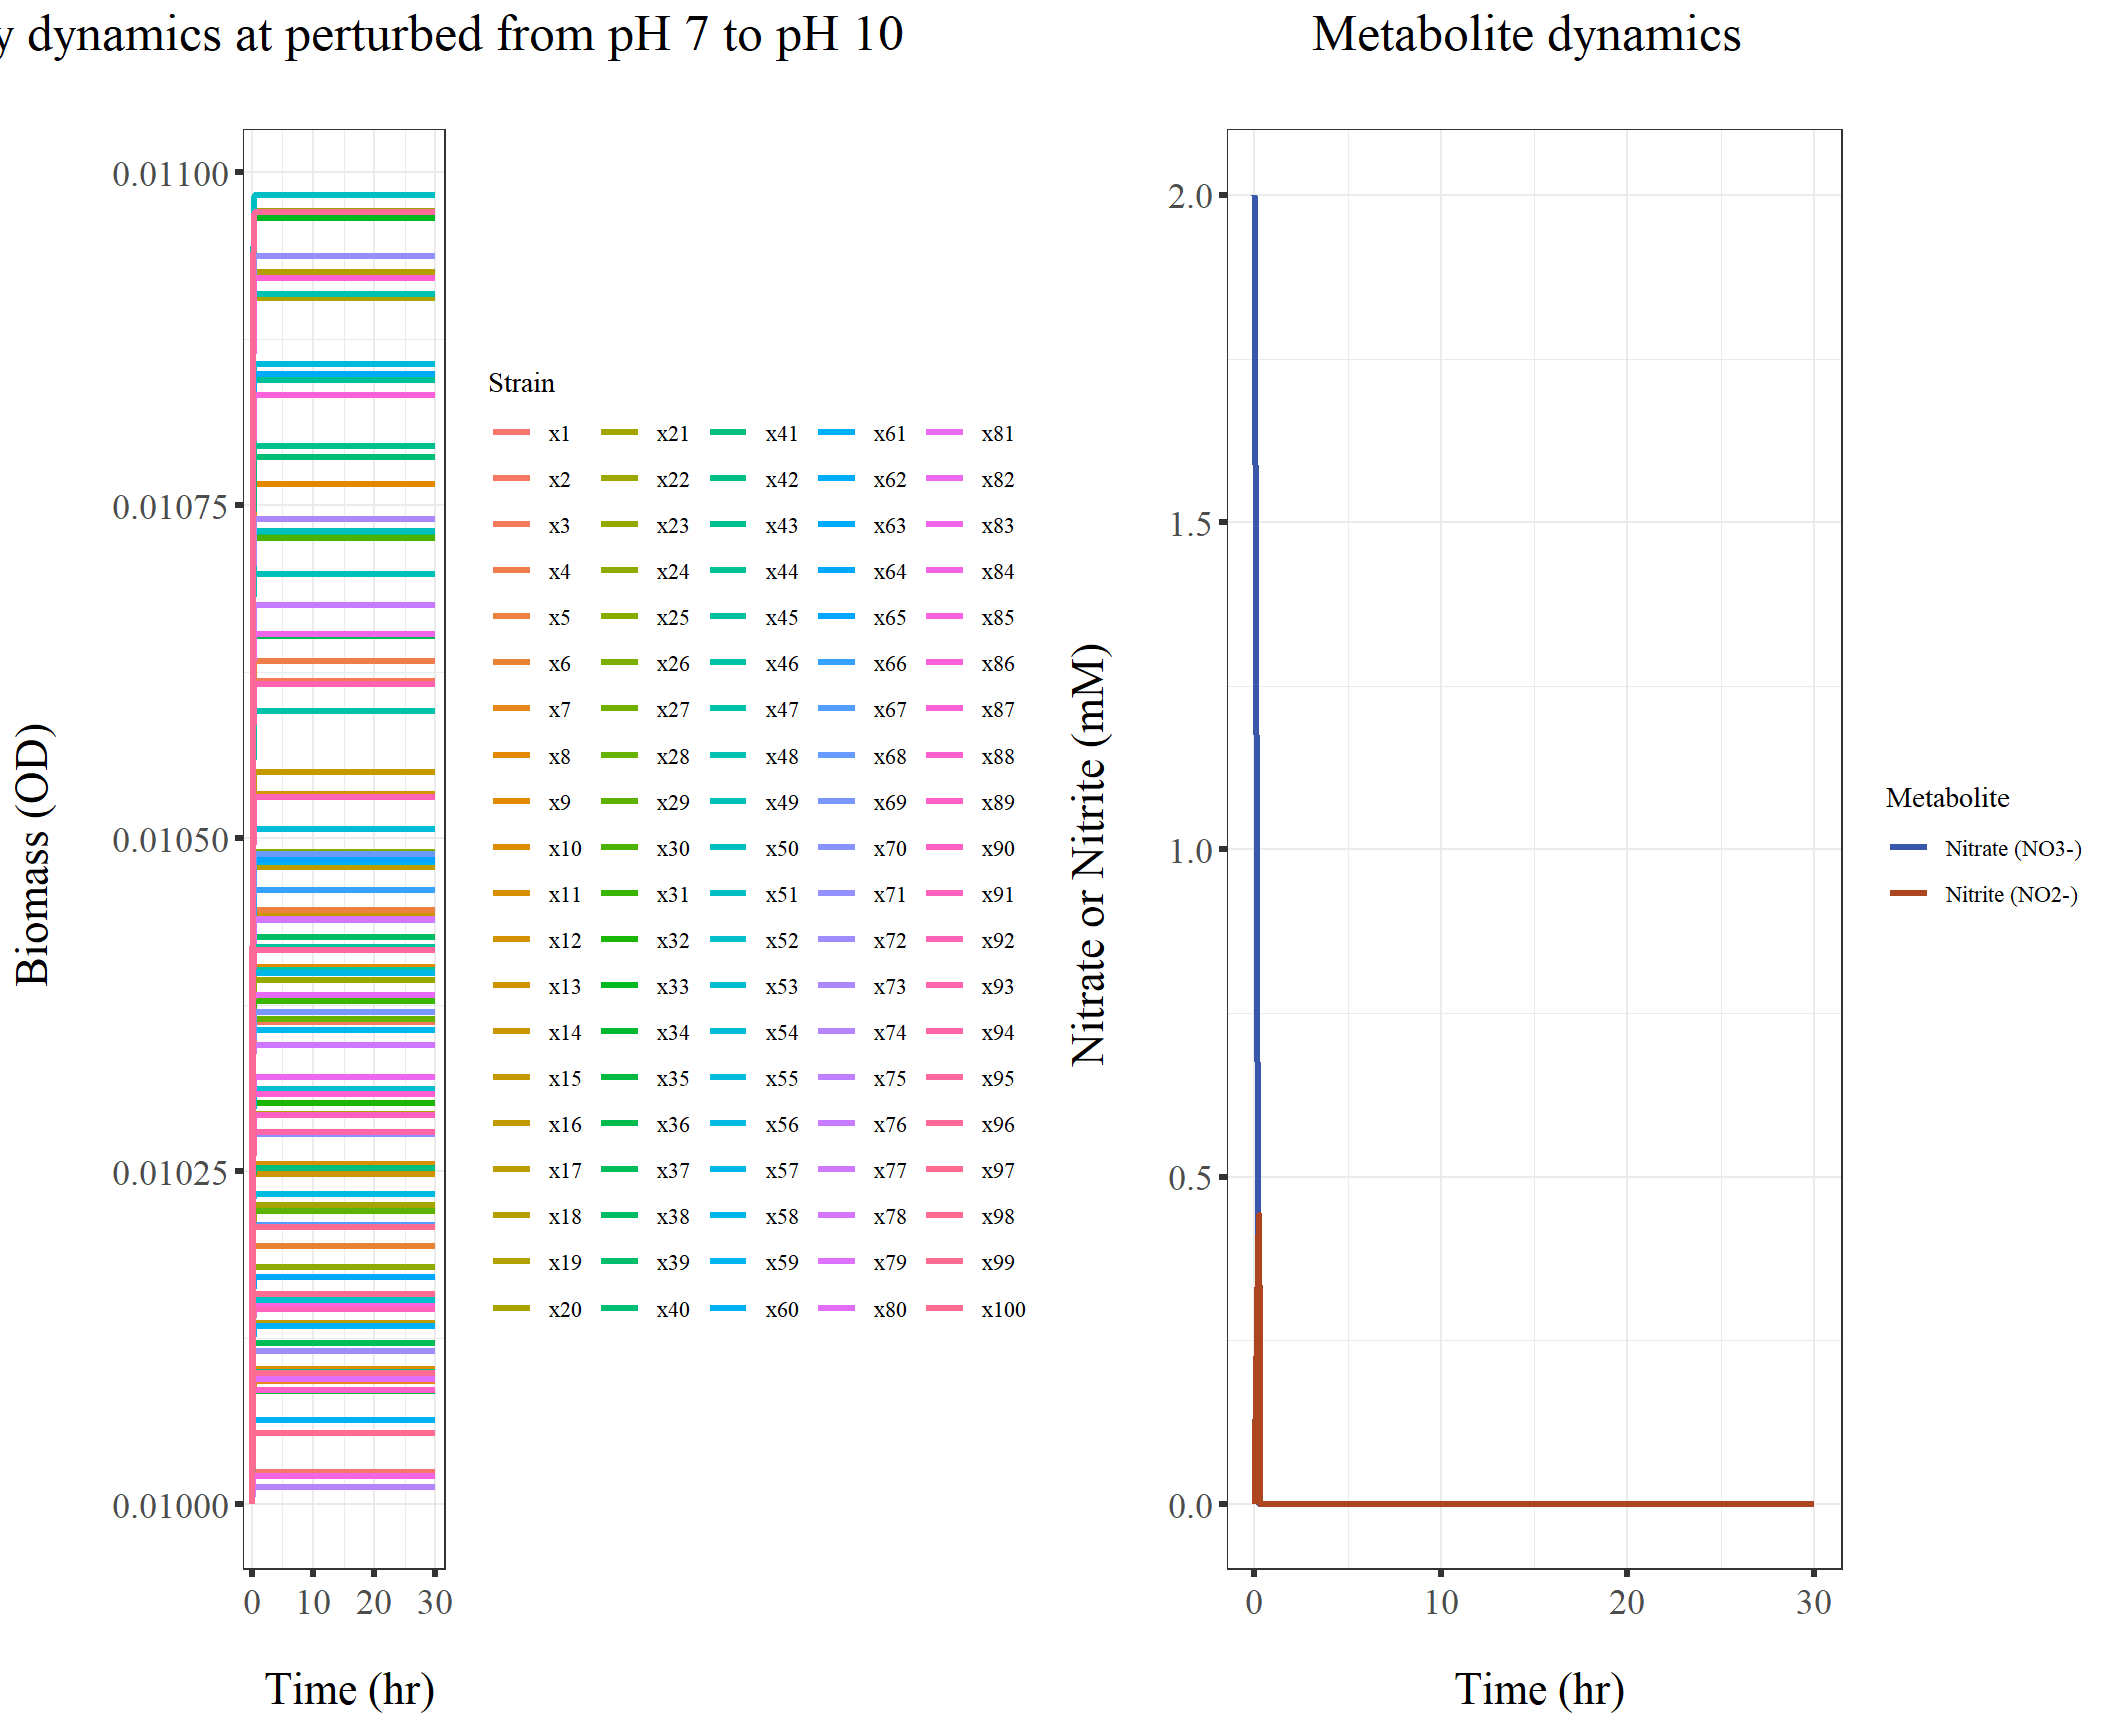 y dynamics at perturbed from pH 7 to pH 10
Biomass (OD)
0.01100
0.01075
0.01050
0.01025
0.01000
0 10 20 30
Time (hr)
Strain
x1 x21 x41 x61 x81
x2 x22 x42 x62 x82
x3 x23 x43 x63 x83
x4 x24 x44 x64 x84
x5 x25 x45 x65 x85
x6 x26 x46 x66 x86
x7 x27 x47 x67 x87
x8 x28 x48 x68 x88
x9 x29 x49 x69 x89
x10 x30 x50 x70 x90
x11 x31 x51 x71 x91
x12 x32 x52 x72 x92
x13 x33 x53 x73 x93
x14 x34 x54 x74 x94
x15 x35 x55 x75 x95
x16 x36 x56 x76 x96
x17 x37 x57 x77 x97
x18 x38 x58 x78 x98
x19 x39 x59 x79 x99
x20 x40 x60 x80 x100
Metabolite dynamics
Nitrate or Nitrite (mM)
2.0
1.5
1.0
0.5
0.0
0 10 20 30
Time (hr)
Metabolite
Nitrate (NO3-)
Nitrite (NO2-)